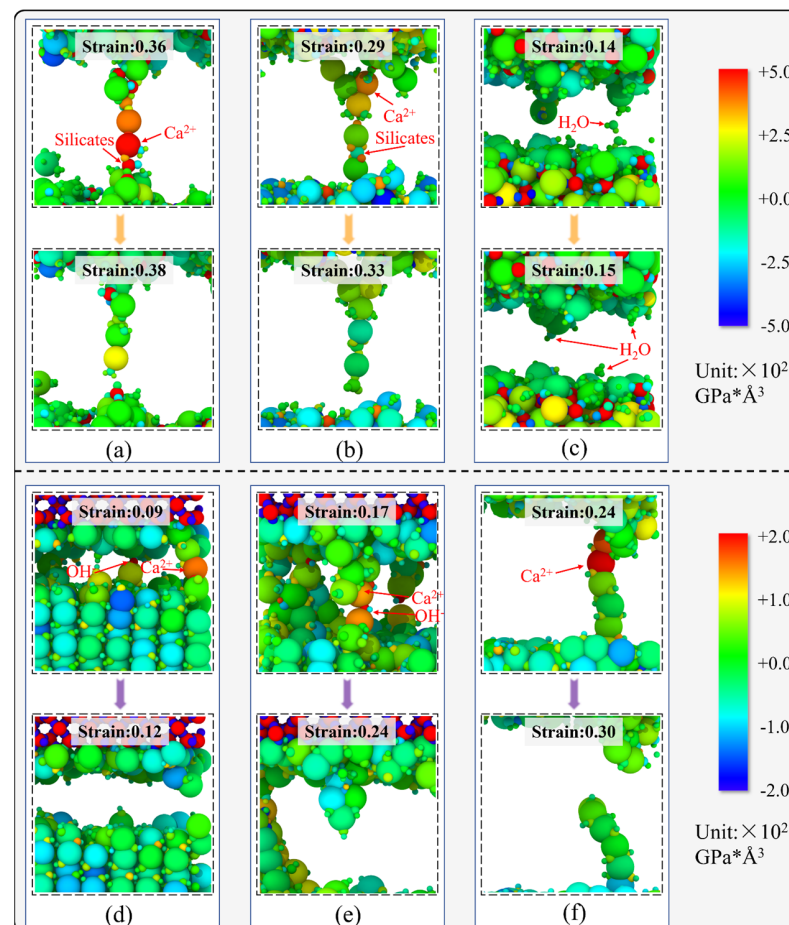 Strain:0.36
Strain:0.29
Strain:0.14
+5.0
Ca²⁺
H₂O
Silicates
Ca²⁺
Silicates
+2.5
+0.0
Strain:0.38
Strain:0.33
Strain:0.15
-2.5
-5.0
H₂O
Unit:×10²
GPa*Å³
(a)
(b)
(c)
Strain:0.09
Strain:0.17
Strain:0.24
+2.0
OH⁻
Ca²⁺
Ca²⁺
Ca²⁺
OH⁻
+1.0
+0.0
Strain:0.12
Strain:0.24
Strain:0.30
-1.0
-2.0
Unit:×10²
GPa*Å³
(d)
(e)
(f)